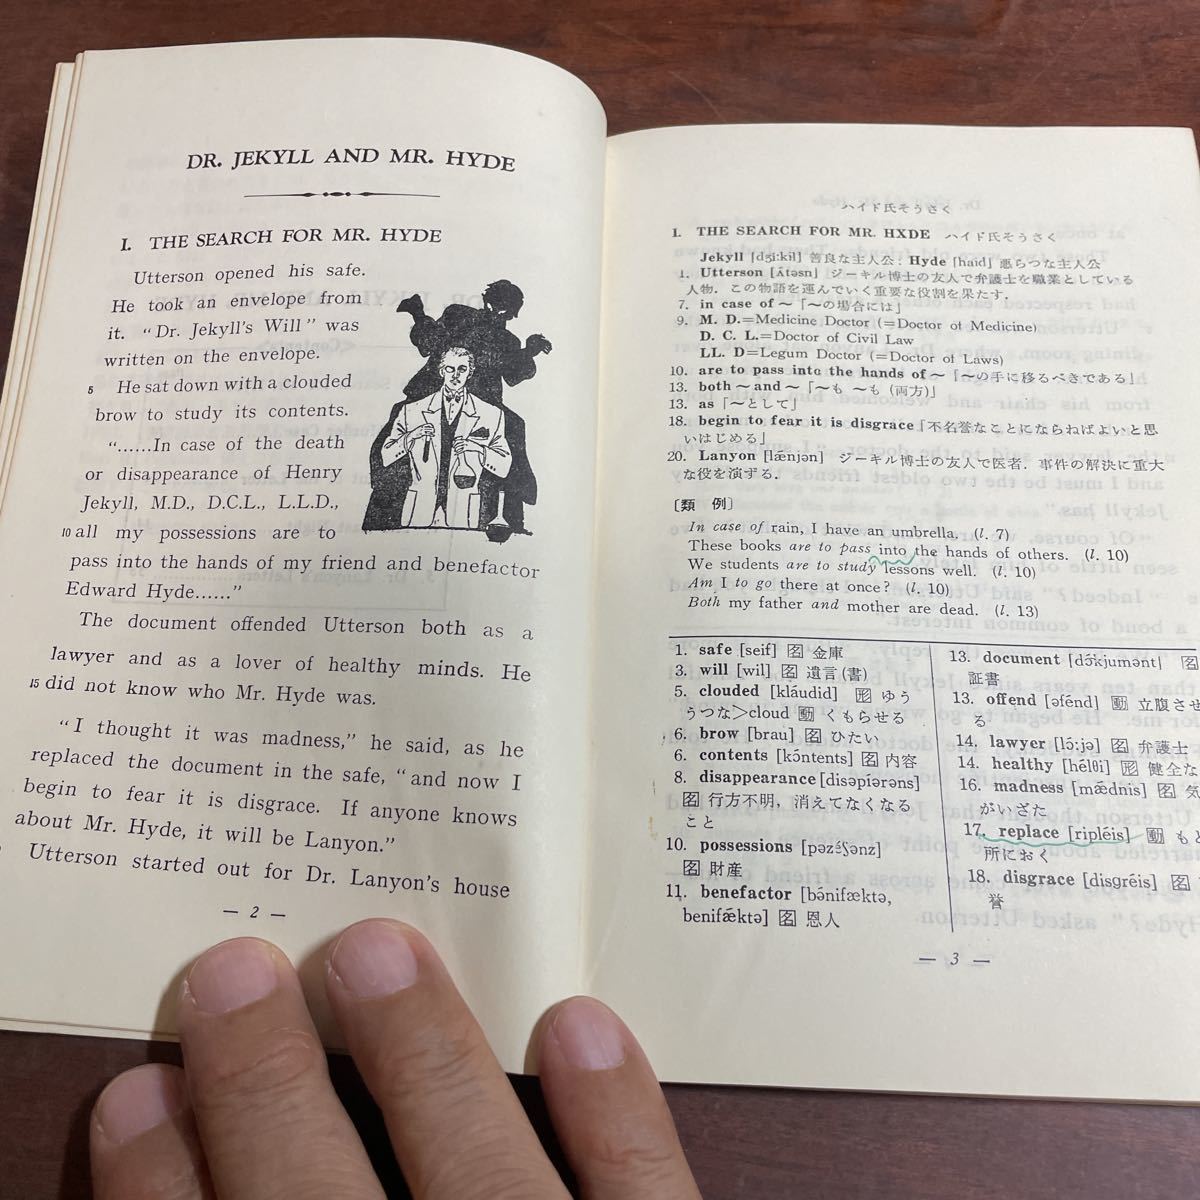 DR. JEKYLL AND MR. HYDE
I. THE SEARCH FOR MR. HYDE
Utterson opened his safe.
He took an envelope from
it. "Dr. Jekyll's Will" was
written on the envelope.
5 He sat down with a clouded
brow to study its contents.
"......In case of the death
or disappearance of Henry
Jekyll, M.D., D.C.L., L.L.D.,
10 all my possessions are to
pass into the hands of my friend and benefactor
Edward Hyde......"
The document offended Utterson both as a
lawyer and as a lover of healthy minds. He
15 did not know who Mr. Hyde was.
"I thought it was madness," he said, as he
replaced the document in the safe, "and now I
begin to fear it is disgrace. If anyone knows
about Mr. Hyde, it will be Lanyon."
Utterson started out for Dr. Lanyon's house
— 2 —
ハイド氏そうさく
I. THE SEARCH FOR MR. HXDE ハイド氏そうさく
Jekyll [dʒí:kil] 善良な主人公: Hyde [haid] 悪らつな主人公
1. Utterson [ʌ́təsn] ジーキル博士の友人で弁護士を職業としている
人物. この物語を運んでいく重要な役割を果たす.
7. in case of ~「~の場合には」
9. M. D.=Medicine Doctor (=Doctor of Medicine)
D. C. L.=Doctor of Civil Law
LL. D=Legum Doctor (=Doctor of Laws)
10. are to pass into the hands of ~「~の手に移るべきである」
13. both ~ and ~「~も ~も (両方)」
13. as「~として」
18. begin to fear it is disgrace「不名誉なことにならねばよいと思
いはじめる」
20. Lanyon [lǽnjən] ジーキル博士の友人で医者. 事件の解決に重大
な役を演ずる.
〔類 例〕
In case of rain, I have an umbrella. (l. 7)
These books are to pass into the hands of others. (l. 10)
We students are to study lessons well. (l. 10)
Am I to go there at once? (l. 10)
Both my father and mother are dead. (l. 13)
1. safe [seif] 名 金庫
3. will [wil] 名 遺言(書)
5. clouded [kláudid] 形 ゆう
うつな>cloud 動 くもらせる
6. brow [brau] 名 ひたい
6. contents [kɔ́ntents] 名 内容
8. disappearance [disəpíərəns]
名 行方不明, 消えてなくなる
こと
10. possessions [pəzéʃənz]
名 財産
11. benefactor [bénifæktə,
benifǽktə] 名 恩人
13. document [dɔ́kjumənt] 名
証書
13. offend [əfénd] 動 立腹させ
る
14. lawyer [lɔ́:jə] 名 弁護士
14. healthy [hélθi] 形 健全な
16. madness [mǽdnis] 名 気
がいざた
17. replace [ripléis] 動 もと
所におく
18. disgrace [disgréis] 名
誉
— 3 —